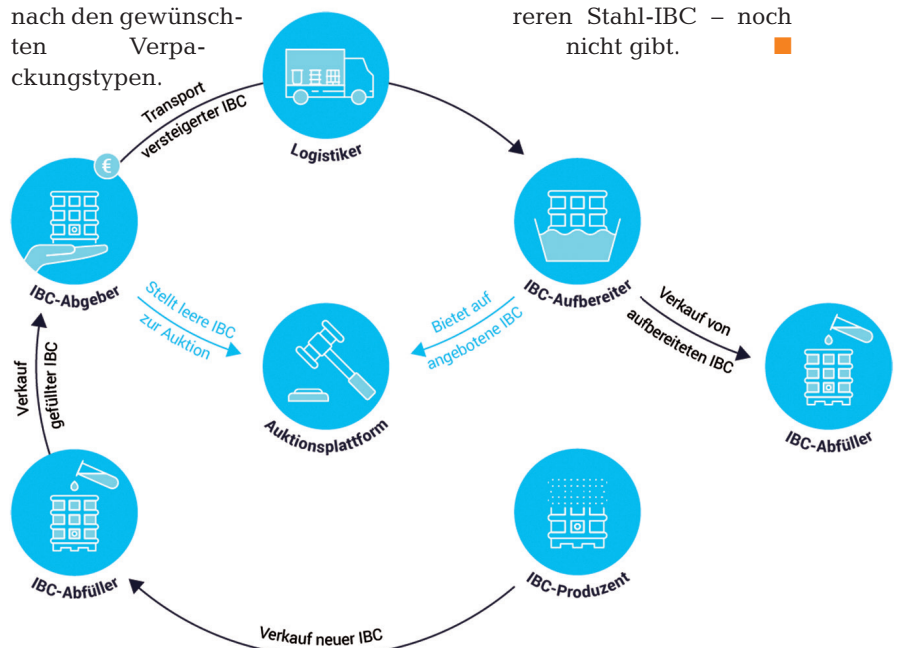 nach den gewünsch-
ten Verpa-
ckungstypen.
reren Stahl-IBC – noch
nicht gibt.
Transport
versteigerter IBC
Logistiker
€
IBC-Abgeber
IBC-Aufbereiter
Stellt leere IBC
zur Auktion
Bietet auf
angebotene IBC
Verkauf von
aufbereiteten IBC
Verkauf
gefüllter IBC
Auktionsplattform
IBC-Abfüller
IBC-Abfüller
IBC-Produzent
Verkauf neuer IBC